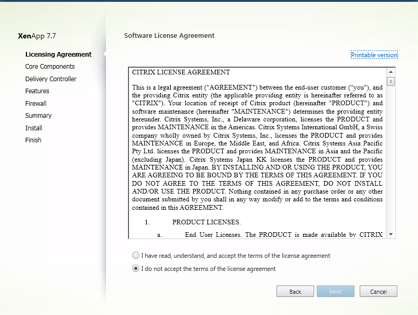 XenApp 7.7
Licensing Agreement
Core Components
Delivery Controller
Features
Firewall
Summary
Install
Finish
Software License Agreement
Printable version
CITRIX LICENSE AGREEMENT
This is a legal agreement ("AGREEMENT") between the end-user customer ("you"), and
the providing Citrix entity (the applicable providing entity is hereinafter referred to as
"CITRIX"). Your location of receipt of Citrix product (hereinafter "PRODUCT") and
software maintenance (hereinafter "MAINTENANCE") determines the providing entity
hereunder. Citrix Systems, Inc., a Delaware corporation, licenses the PRODUCT and
provides MAINTENANCE in the Americas. Citrix Systems International GmbH, a Swiss
company wholly owned by Citrix Systems, Inc., licenses the PRODUCT and provides
MAINTENANCE in Europe, the Middle East, and Africa. Citrix Systems Asia Pacific
Pty Ltd. licenses the PRODUCT and provides MAINTENANCE in Asia and the Pacific
(excluding Japan). Citrix Systems Japan KK licenses the PRODUCT and provides
MAINTENANCE in Japan. BY INSTALLING AND/OR USING THE PRODUCT, YOU
ARE AGREEING TO BE BOUND BY THE TERMS OF THIS AGREEMENT. IF YOU
DO NOT AGREE TO THE TERMS OF THIS AGREEMENT, DO NOT INSTALL
AND/OR USE THE PRODUCT. Nothing contained in any purchase order or any other
document submitted by you shall in any way modify or add to the terms and conditions
contained in this AGREEMENT.
1. PRODUCT LICENSES.
a. End User Licenses. The PRODUCT is made available by CITRIX
I have read, understand, and accept the terms of the license agreement
I do not accept the terms of the license agreement
Back Next Cancel